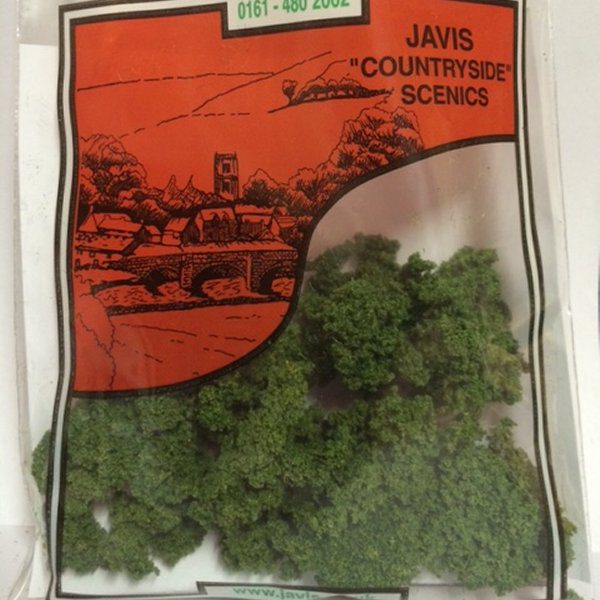 0161 - 480 2002
JAVIS
"COUNTRYSIDE"
SCENICS